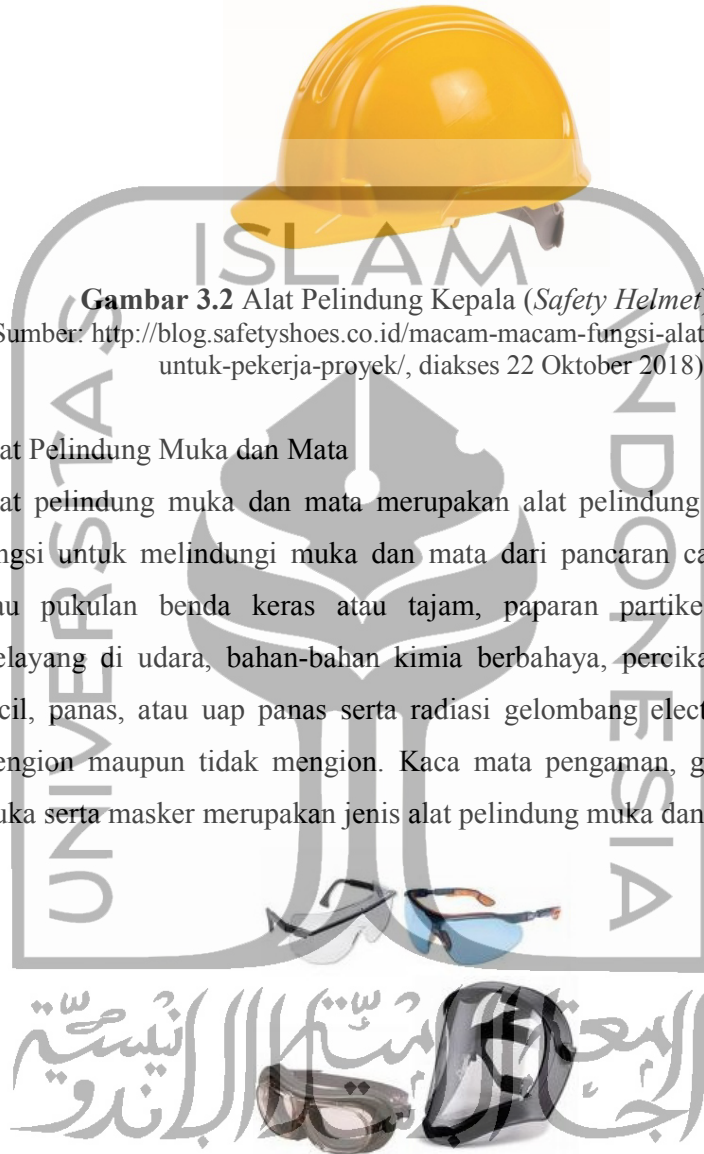 ISLAM
UNIVERSITAS
INDONESIA
Gambar 3.2 Alat Pelindung Kepala (Safety Helmet
Sumber: http://blog.safetyshoes.co.id/macam-macam-fungsi-alat
untuk-pekerja-proyek/, diakses 22 Oktober 2018)
at Pelindung Muka dan Mata
at pelindung muka dan mata merupakan alat pelindung
ngsi untuk melindungi muka dan mata dari pancaran ca
au pukulan benda keras atau tajam, paparan partike
elayang di udara, bahan-bahan kimia berbahaya, percika
cil, panas, atau uap panas serta radiasi gelombang elect
engion maupun tidak mengion. Kaca mata pengaman, g
uka serta masker merupakan jenis alat pelindung muka dan